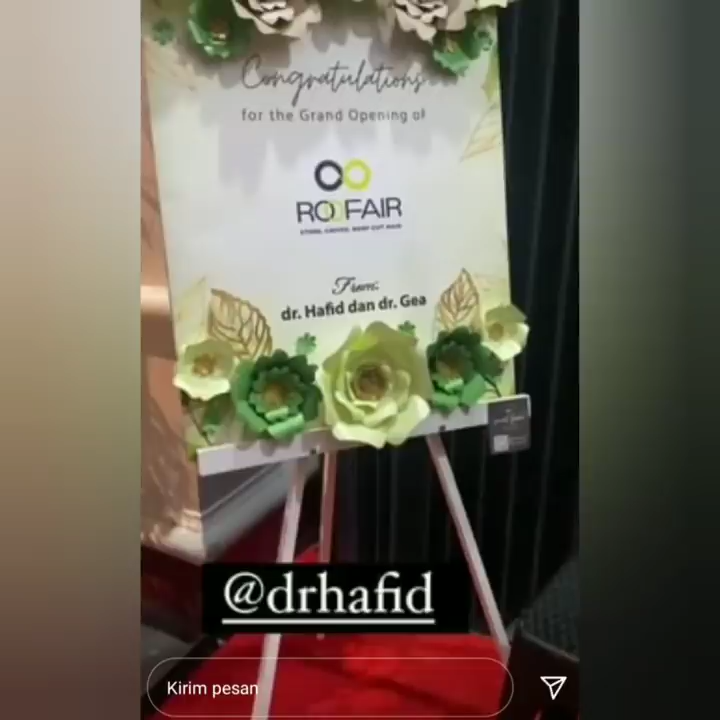 Congratulations
for the Grand Opening of
ROOFAIR
From:
dr. Hafid dan dr. Gea
@drhafid
Kirim pesan